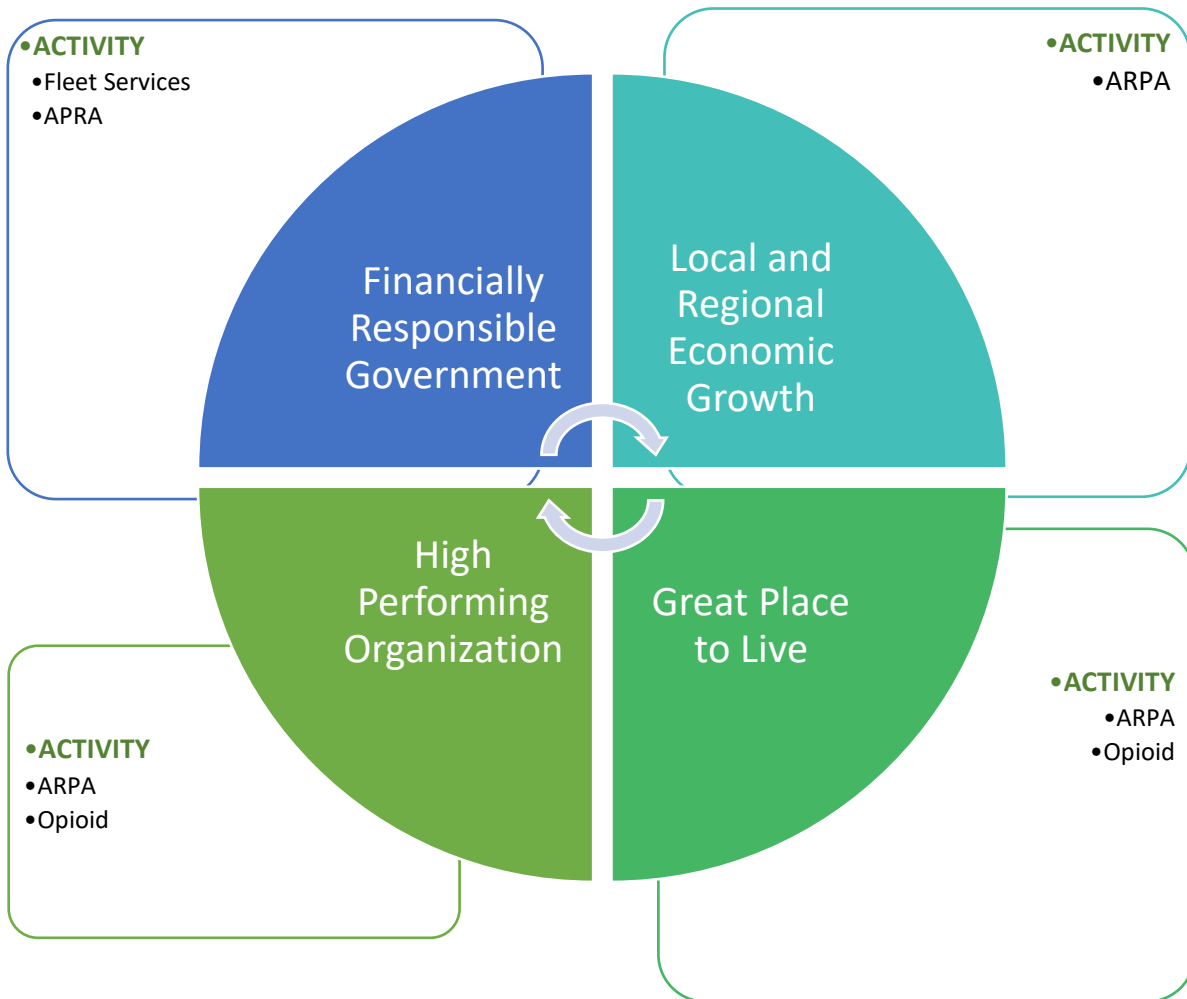 •ACTIVITY
•Fleet Services
•APRA
•ACTIVITY
•ARPA
Financially
Responsible
Government
Local and
Regional
Economic
Growth
High
Performing
Organization
Great Place
to Live
•ACTIVITY
•ARPA
•Opioid
•ACTIVITY
•ARPA
•Opioid